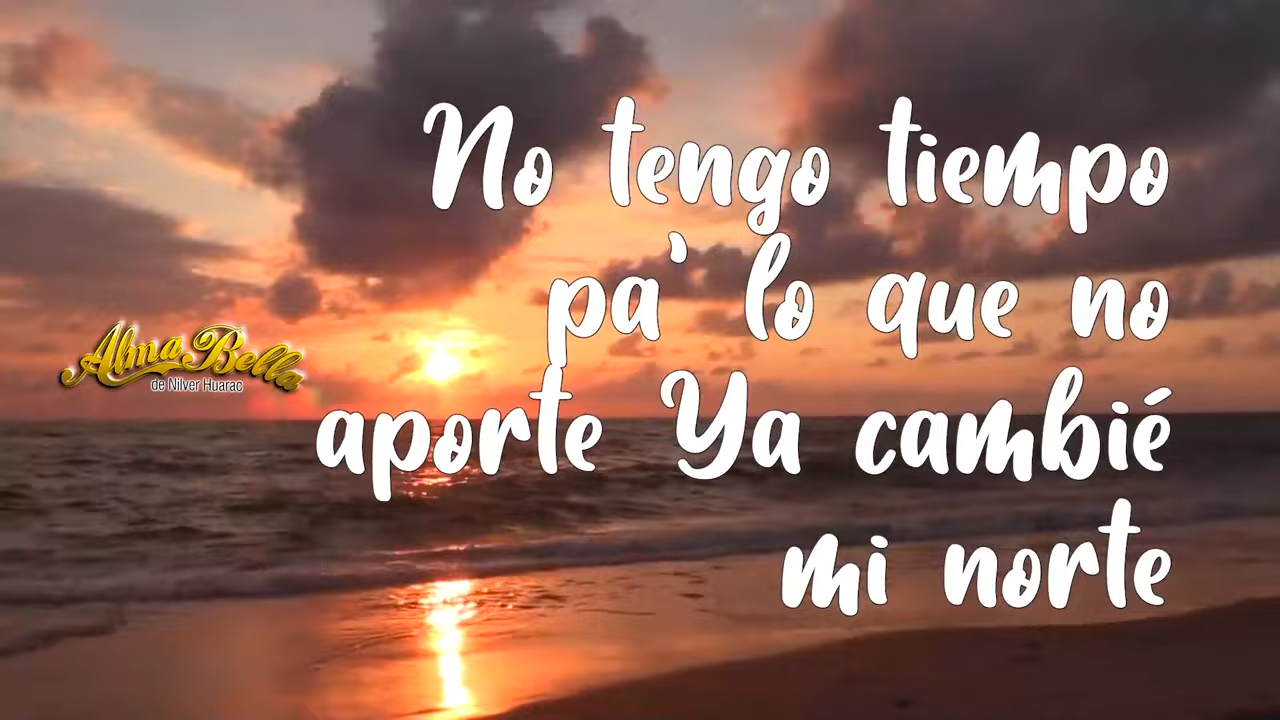 No tengo tiempo
pa' lo que no
aporte Ya cambié
mi norte
Alma Bella
de Nilver Huarac